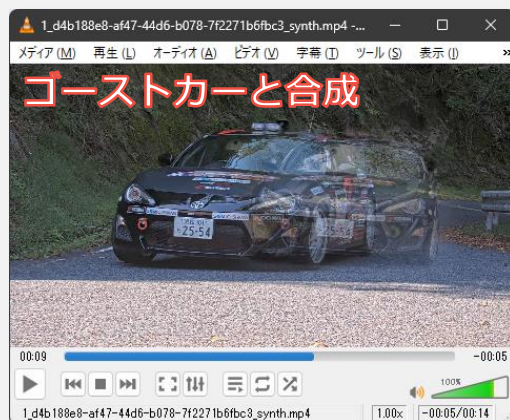 1_d4b188e8-af47-44d6-b078-7f2271b6fbc3_synth.mp4 -...
メディア (M) 再生 (L) オーディオ (A) ビデオ (V) 字幕 (T) ツール (S) 表示 (I) »
ゴーストカーと合成
25-54
25-54
00:09 -00:05
100%
1_d4b188e8-af47-44d6-b078-7f2271b6fbc3_synth.mp4 1.00x -00:05/00:14